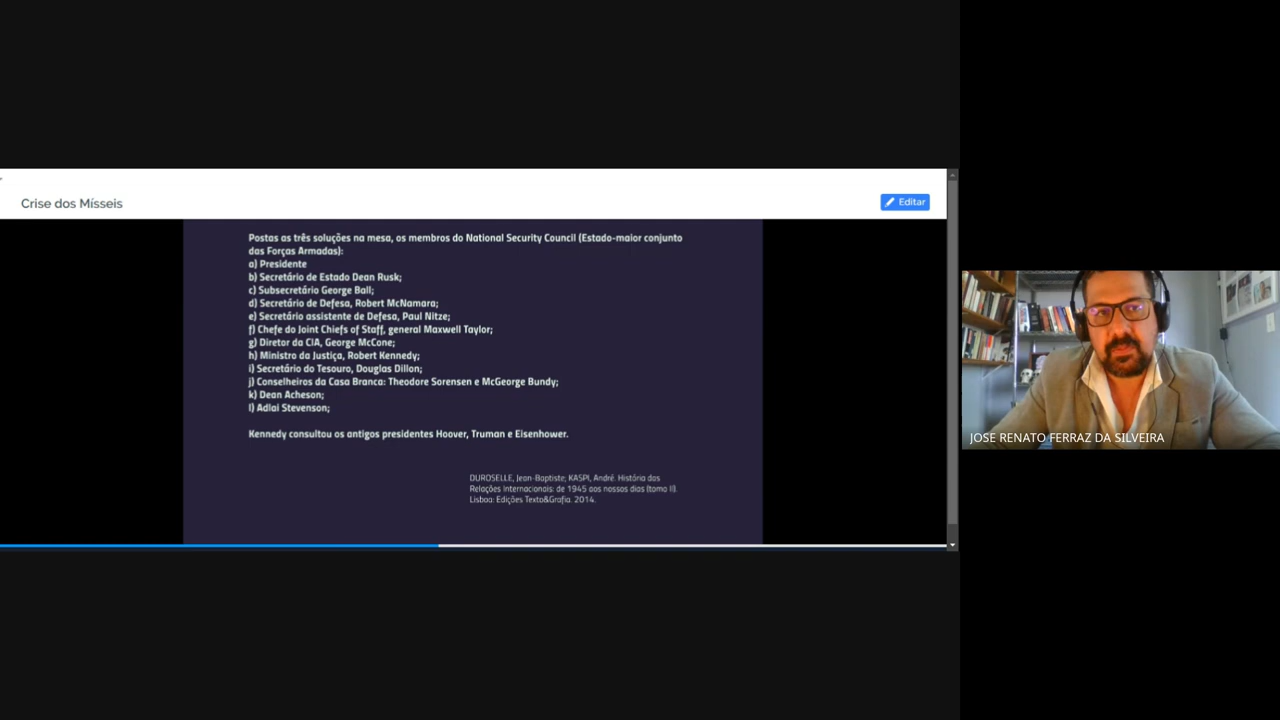 Crise dos Mísseis
Editar
Postas as três soluções na mesa, os membros do National Security Council (Estado-maior conjunto
das Forças Armadas):
a) Presidente
b) Secretário de Estado Dean Rusk;
c) Subsecretário George Ball;
d) Secretário de Defesa, Robert McNamara;
e) Secretário assistente de Defesa, Paul Nitze;
f) Chefe do Joint Chiefs of Staff, general Maxwell Taylor;
g) Diretor da CIA, George McCone;
h) Ministro da Justiça, Robert Kennedy;
i) Secretário do Tesouro, Douglas Dillon;
j) Conselheiros da Casa Branca: Theodore Sorensen e McGeorge Bundy;
k) Dean Acheson;
l) Adlai Stevenson;
Kennedy consultou os antigos presidentes Hoover, Truman e Eisenhower.
DUROSELLE, Jean-Baptiste; KASPI, André. História das
Relações Internacionais: de 1945 aos nossos dias (tomo II).
Lisboa: Edições Texto&Grafia. 2014.
JOSE RENATO FERRAZ DA SILVEIRA